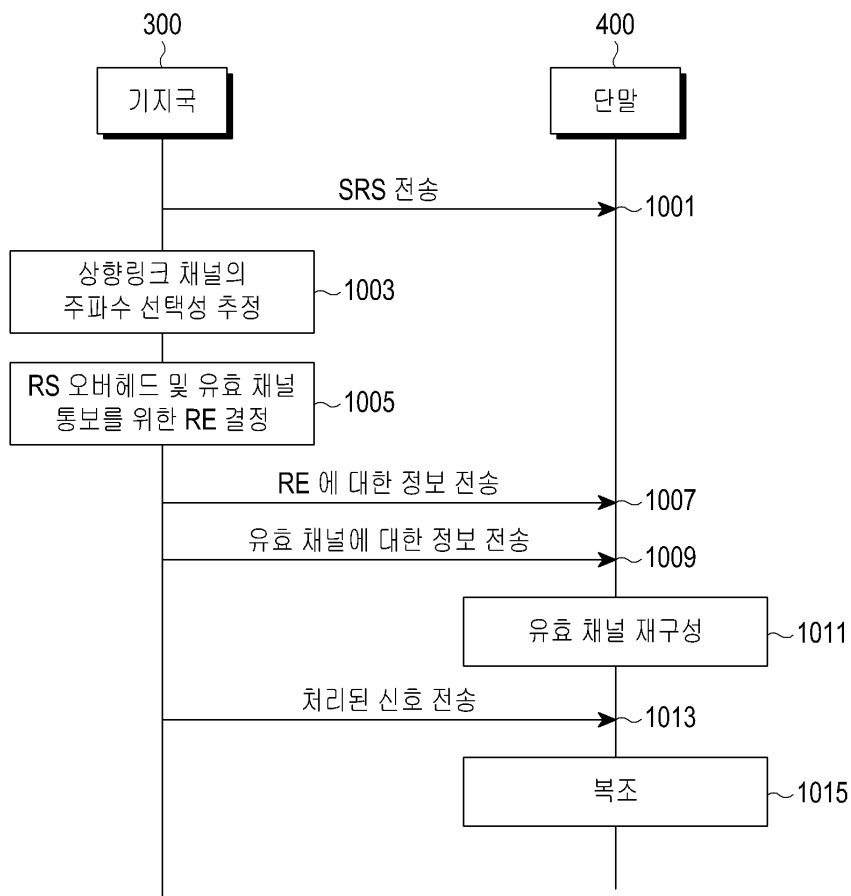 300
400
기지국
단말
SRS 전송
1001
상향링크 채널의
주파수 선택성 추정
1003
RS 오버헤드 및 유효 채널
통보를 위한 RE 결정
1005
RE 에 대한 정보 전송
1007
유효 채널에 대한 정보 전송
1009
유효 채널 재구성
1011
처리된 신호 전송
1013
복조
1015